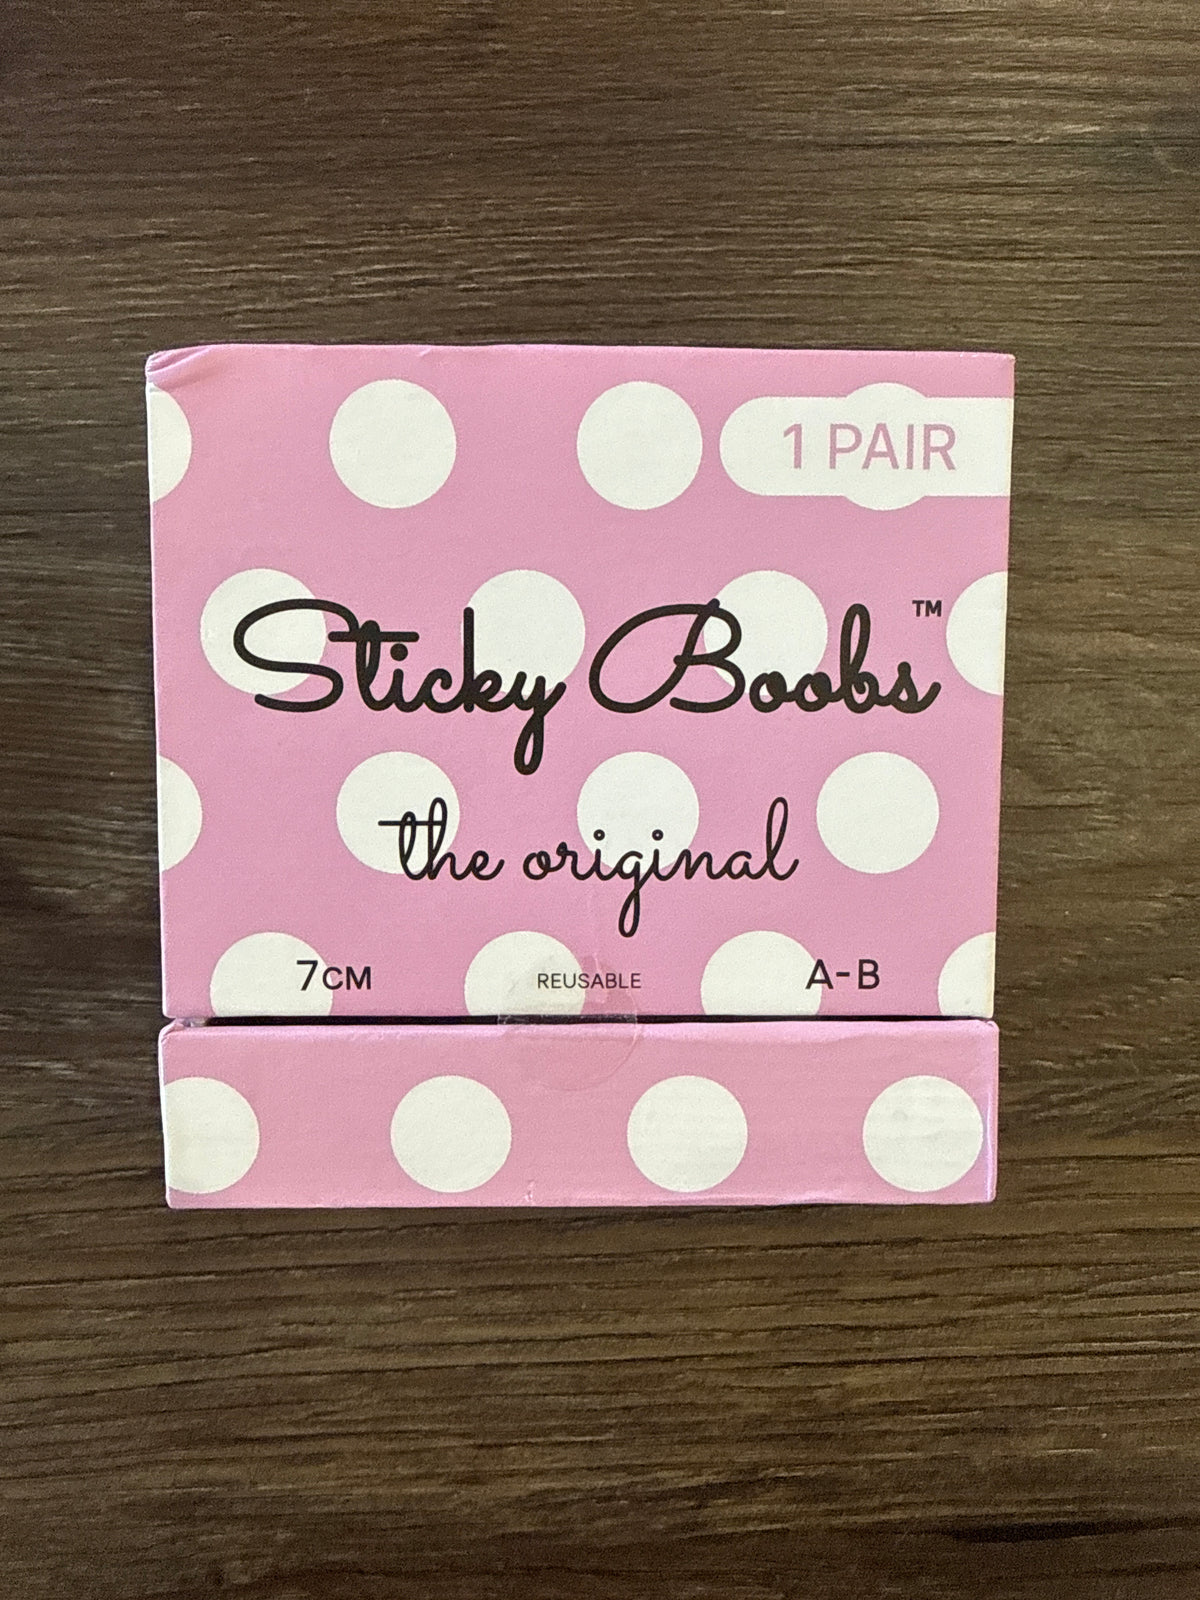 1 PAIR
Sticky Boobs™
the original
7CM REUSABLE A-B